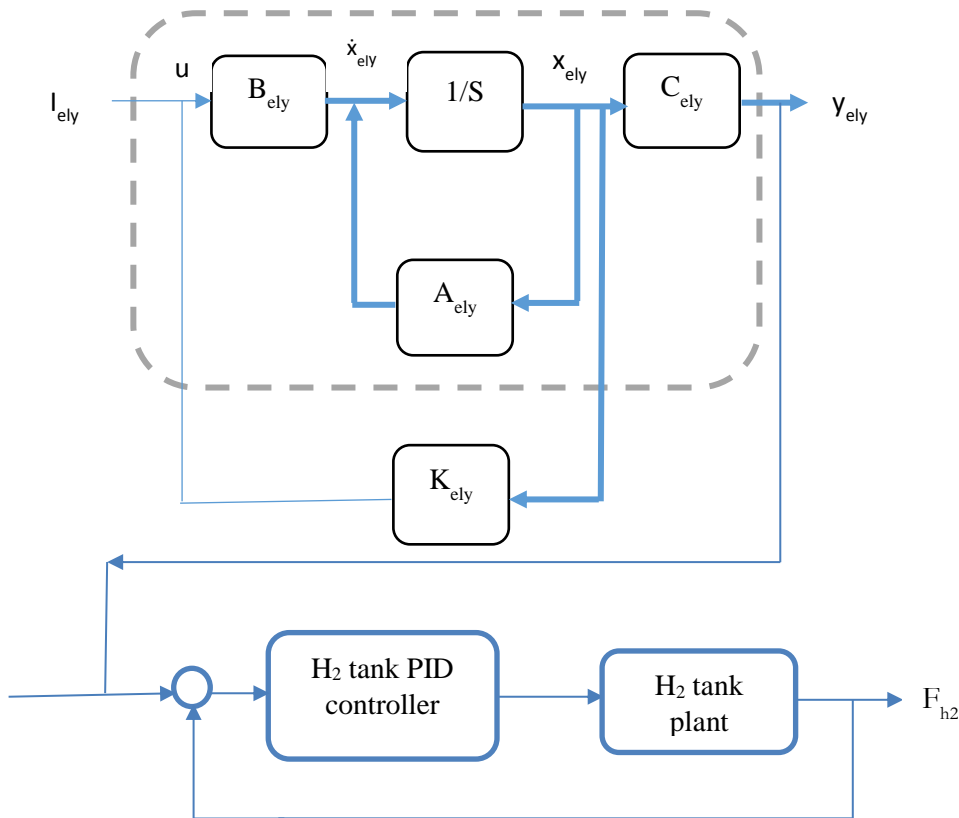 ẋely
xely
u
Bely
1/S
Cely
Iely
yely
Aely
Kely
H2 tank PID
controller
H2 tank
plant
Fh2